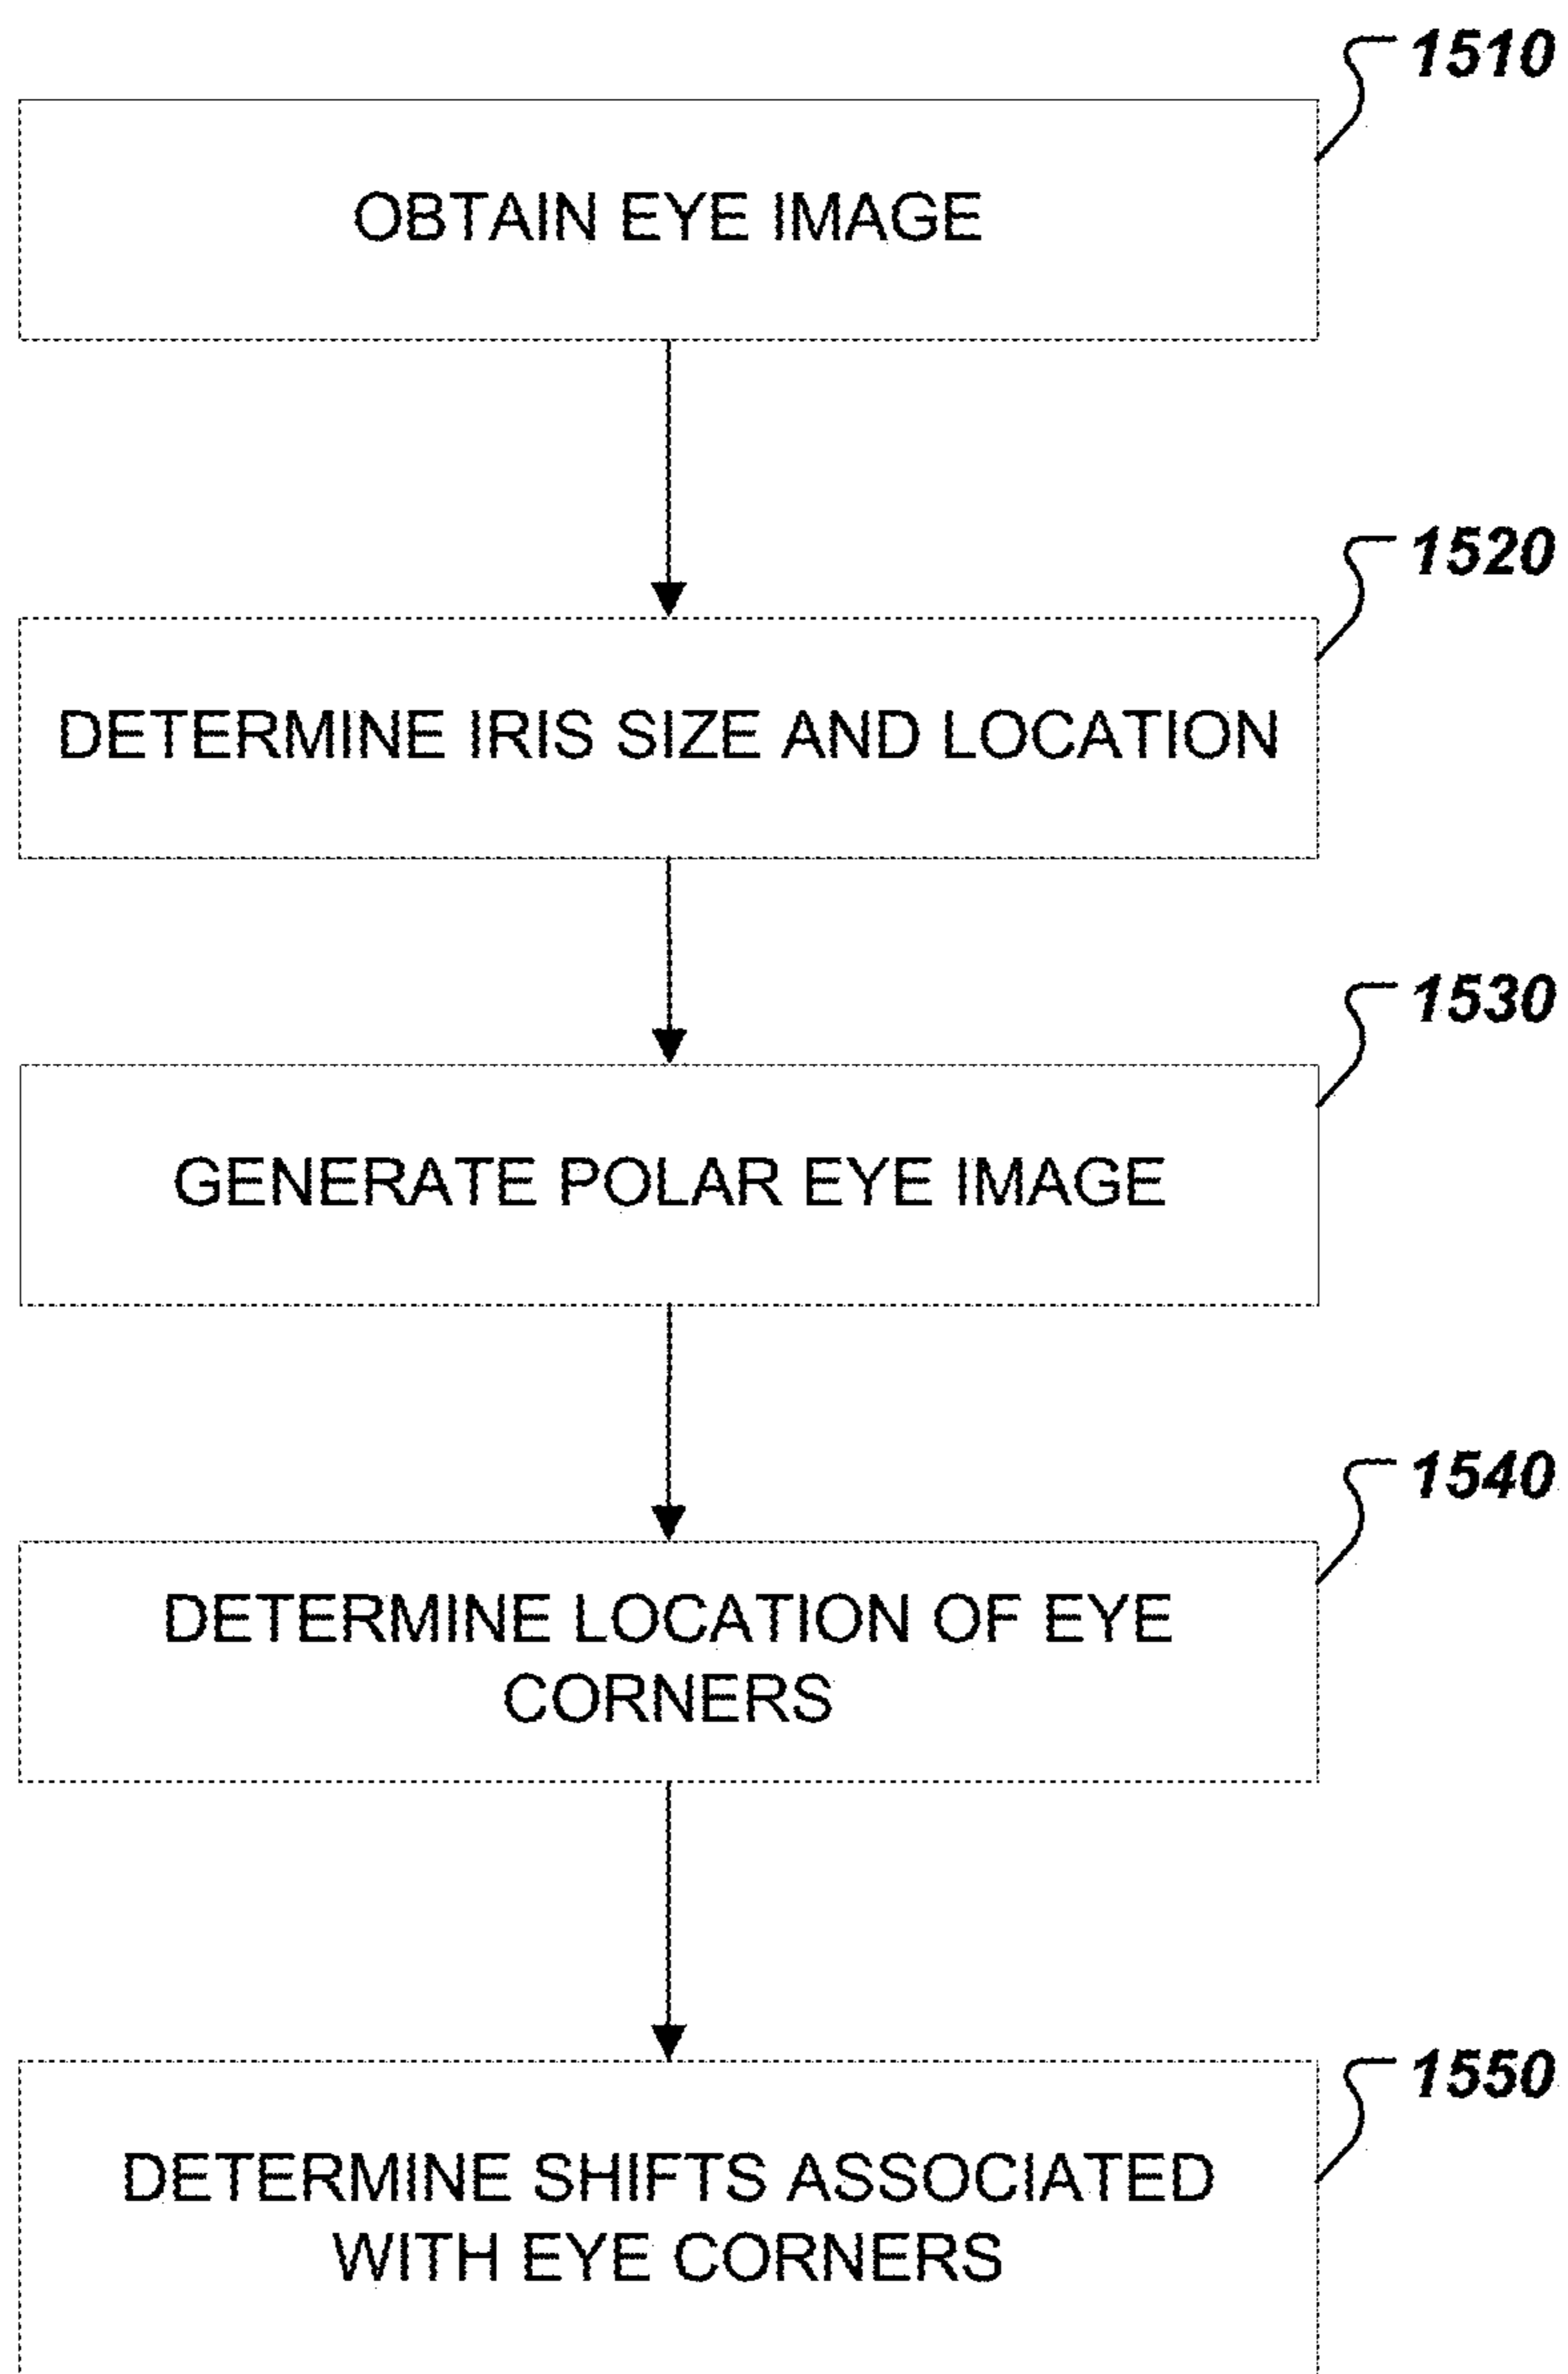 1510
OBTAIN EYE IMAGE
1520
DETERMINE IRIS SIZE AND LOCATION
1530
GENERATE POLAR EYE IMAGE
1540
DETERMINE LOCATION OF EYE
CORNERS
1550
DETERMINE SHIFTS ASSOCIATED
WITH EYE CORNERS